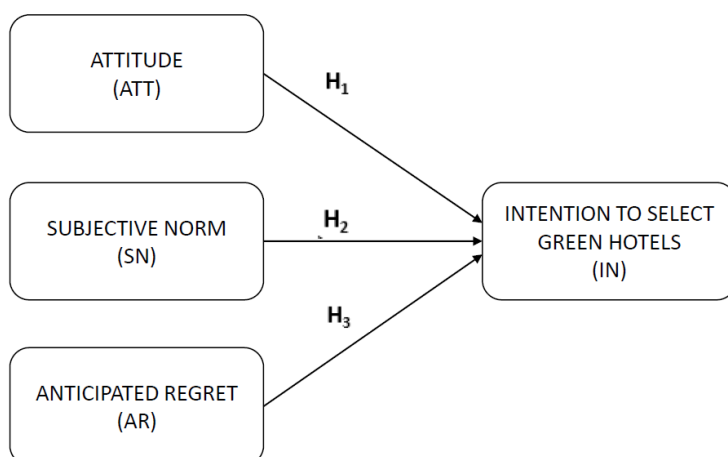 ATTITUDE
(ATT)
H₁
SUBJECTIVE NORM
(SN)
H₂
INTENTION TO SELECT
GREEN HOTELS
(IN)
H₃
ANTICIPATED REGRET
(AR)